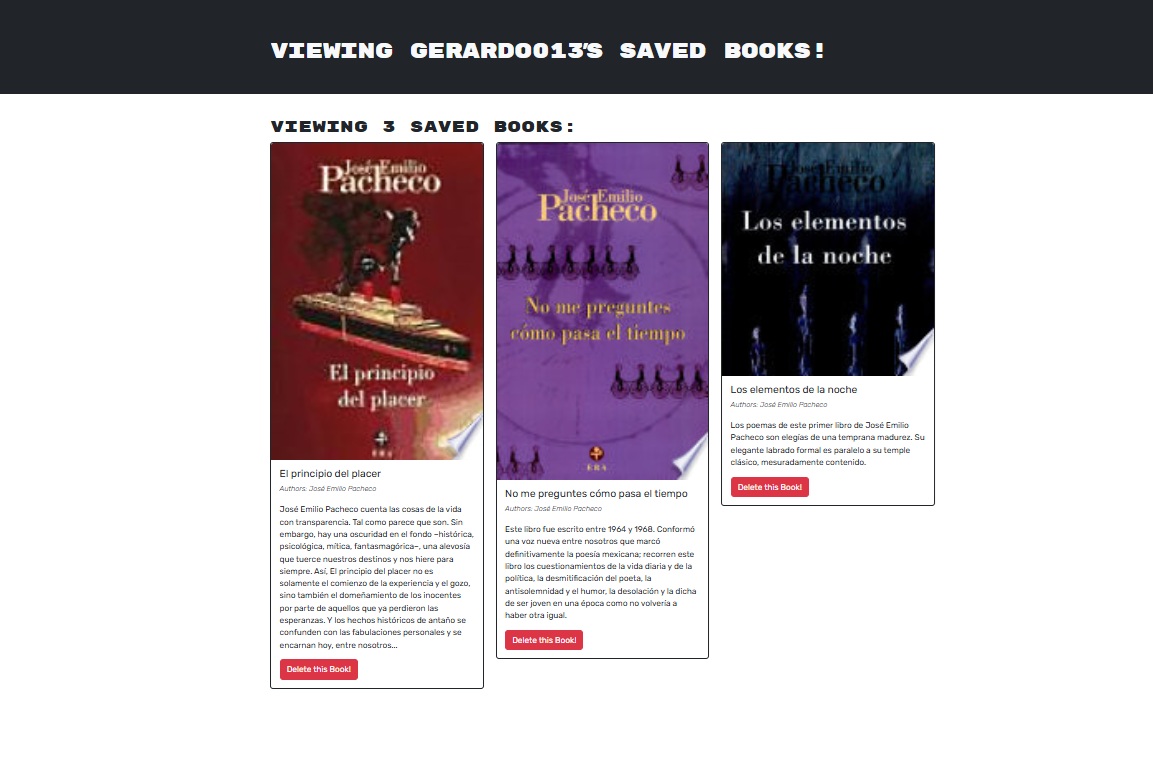 VIEWING GERARDO013'S SAVED BOOKS!
VIEWING 3 SAVED BOOKS:
José Emilio
Pacheco
El principio
del placer
ERA
El principio del placer
Authors: José Emilio Pacheco
José Emilio Pacheco cuenta las cosas de la vida
con transparencia. Tal como parece que son. Sin
embargo, hay una oscuridad en el fondo –histórica,
psicológica, mítica, fantasmagórica–, una alevosía
que tuerce nuestros destinos y nos hiere para
siempre. Así, El principio del placer no es
solamente el comienzo de la experiencia y el gozo,
sino también el domeñamiento de los inocentes
por parte de aquellos que ya perdieron las
esperanzas. Y los hechos históricos de antaño se
confunden con las fabulaciones personales y se
encarnan hoy, entre nosotros...
Delete this Book!
José Emilio
Pacheco
No me preguntes
cómo pasa el tiempo
ERA
No me preguntes cómo pasa el tiempo
Authors: José Emilio Pacheco
Este libro fue escrito entre 1964 y 1968. Conformó
una voz nueva entre nosotros que marcó
definitivamente la poesía mexicana; recorren este
libro los cuestionamientos de la vida diaria y de la
política, la desmitificación del poeta, la
antisolemnidad y el humor, la desolación y la dicha
de ser joven en una época como no volvería a
haber otra igual.
Delete this Book!
José Emilio
Pacheco
Los elementos
de la noche
Los elementos de la noche
Authors: José Emilio Pacheco
Los poemas de este primer libro de José Emilio
Pacheco son elegías de una temprana madurez. Su
elegante labrado formal es paralelo a su temple
clásico, mesuradamente contenido.
Delete this Book!